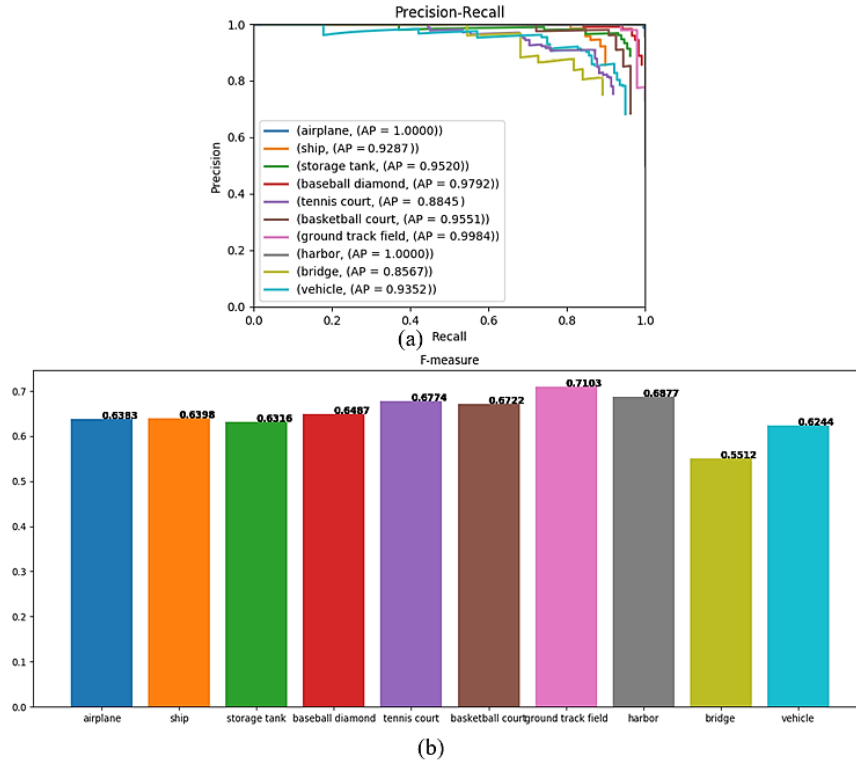 Precision-Recall
1.0
0.8
0.6
0.4
0.2
0.0
Precision
(airplane, (AP = 1.0000))
(ship, (AP = 0.9287))
(storage tank, (AP = 0.9520))
(baseball diamond, (AP = 0.9792))
(tennis court, (AP = 0.8845)
(basketball court, (AP = 0.9551))
(ground track field, (AP = 0.9984))
(harbor, (AP = 1.0000))
(bridge, (AP = 0.8567))
(vehicle, (AP = 0.9352))
0.0 0.2 0.4 0.6 0.8 1.0
Recall
(a)
F-measure
0.7
0.6
0.5
0.4
0.3
0.2
0.1
0.0
0.6383 0.6398 0.6316 0.6487 0.6774 0.6722 0.7103 0.6877 0.5512 0.6244
airplane ship storage tank baseball diamond tennis court basketball court ground track field harbor bridge vehicle
(b)